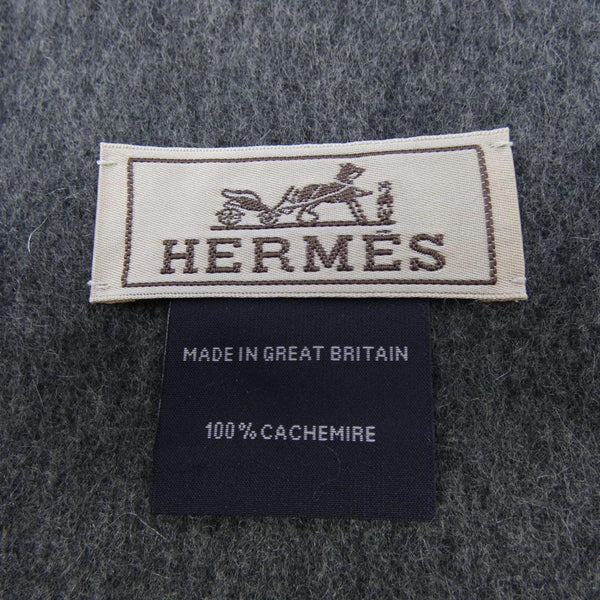 HERMÈS
MADE IN GREAT BRITAIN
100% CACHEMIRE